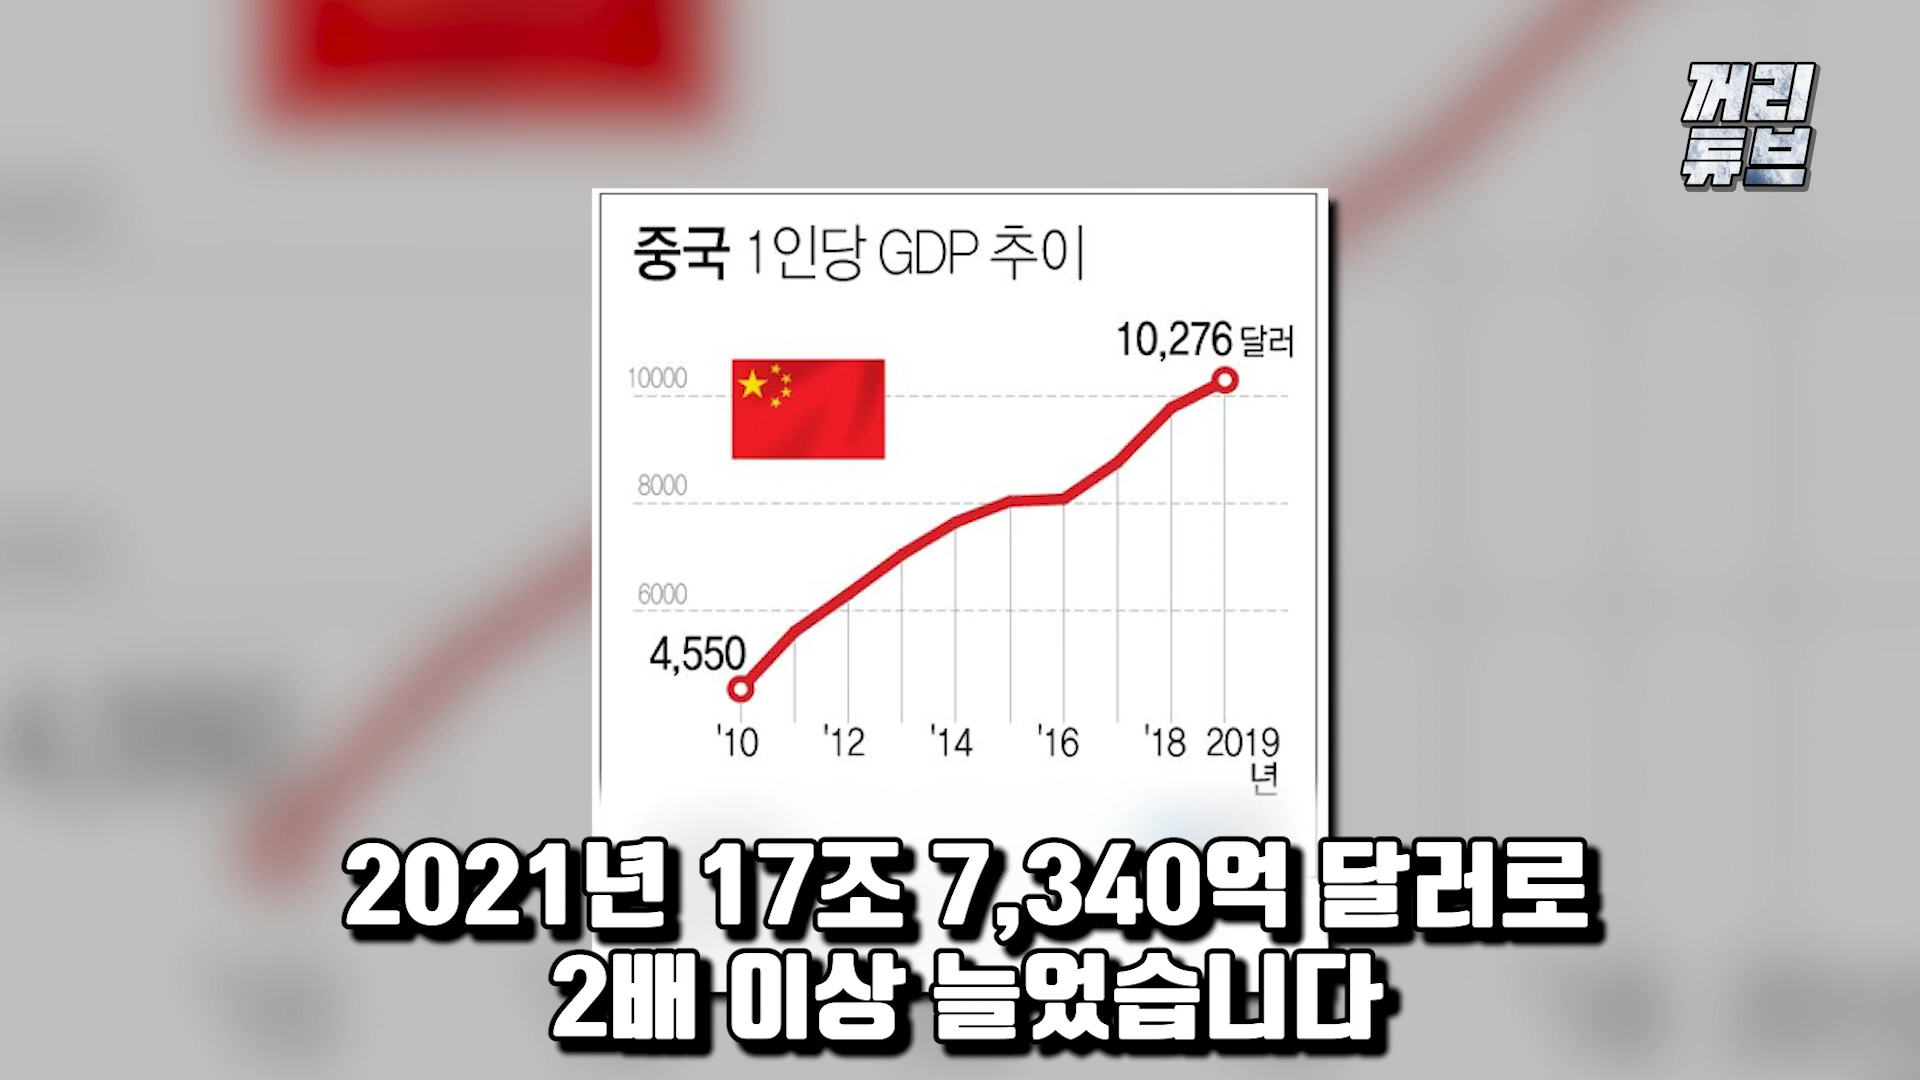 꺼리
튜브
중국 1인당 GDP 추이
10,276 달러
10000
8000
6000
4,550
'10 '12 '14 '16 '18 2019
년
2021년 17조 7,340억 달러로
2배 이상 늘었습니다